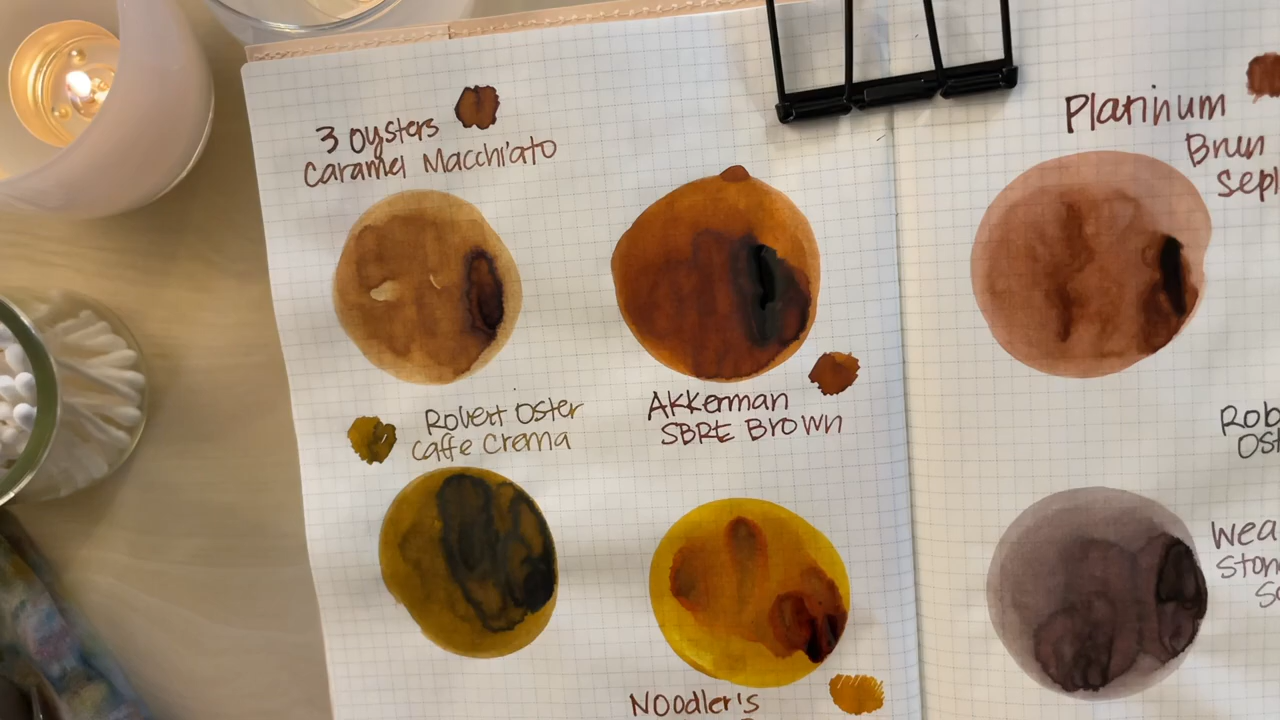 3 oysters
Caramel Macchiato
Akkerman
SBRE Brown
Robert Oster
Caffe Crema
Noodler's
Platinum
Brun